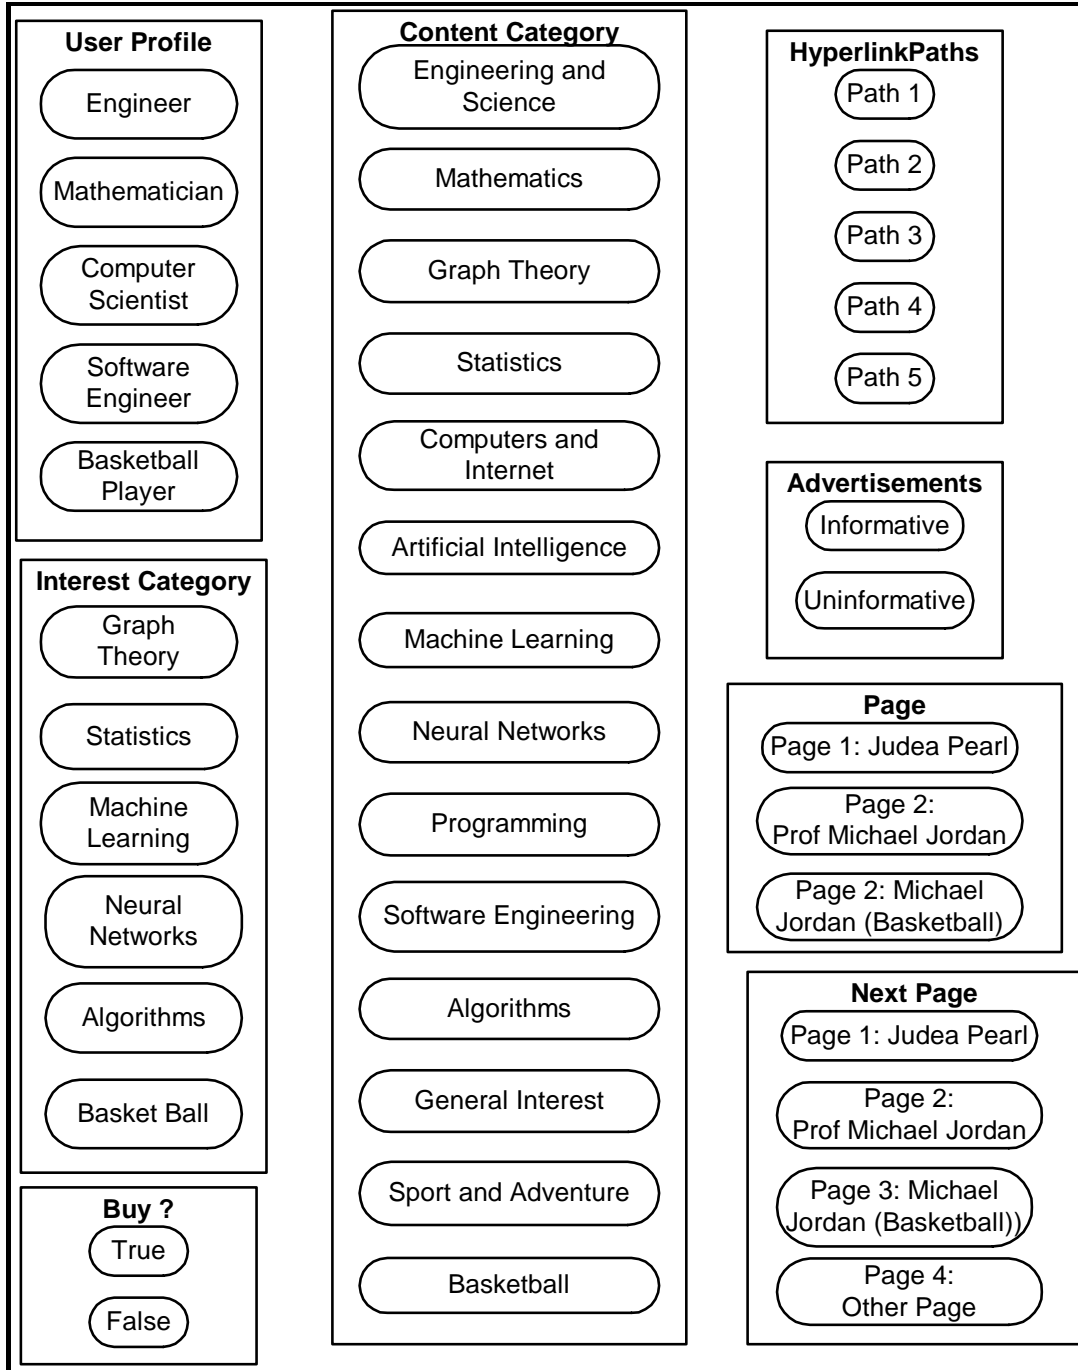 User Profile
Engineer
Mathematician
Computer
Scientist
Software
Engineer
Basketball
Player
Interest Category
Graph
Theory
Statistics
Machine
Learning
Neural
Networks
Algorithms
Basket Ball
Buy ?
True
False
Content Category
Engineering and
Science
Mathematics
Graph Theory
Statistics
Computers and
Internet
Artificial Intelligence
Machine Learning
Neural Networks
Programming
Software Engineering
Algorithms
General Interest
Sport and Adventure
Basketball
HyperlinkPaths
Path 1
Path 2
Path 3
Path 4
Path 5
Advertisements
Informative
Uninformative
Page
Page 1: Judea Pearl
Page 2:
Prof Michael Jordan
Page 2: Michael
Jordan (Basketball)
Next Page
Page 1: Judea Pearl
Page 2:
Prof Michael Jordan
Page 3: Michael
Jordan (Basketball))
Page 4:
Other Page